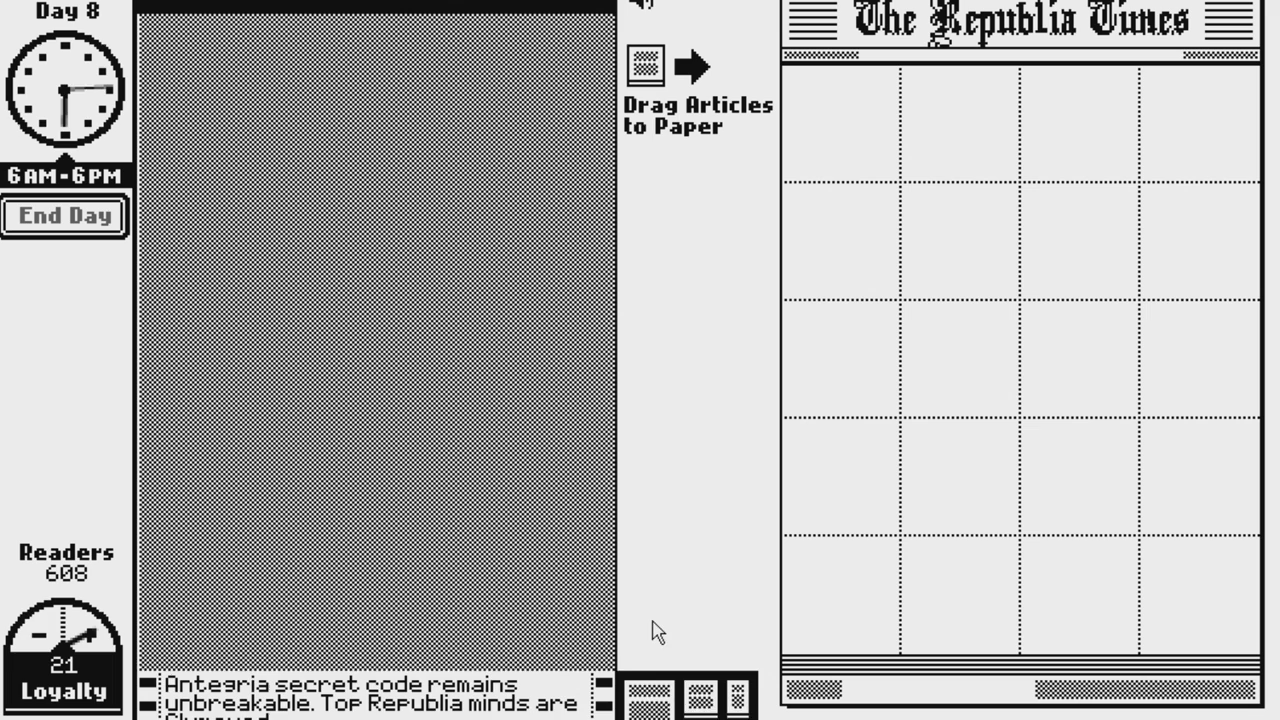 Day 8
6AM-6PM
End Day
Readers
608
21
Loyalty
Drag Articles
to Paper
The Republia Times
Antegria secret code remains
unbreakable. Top Republia minds are